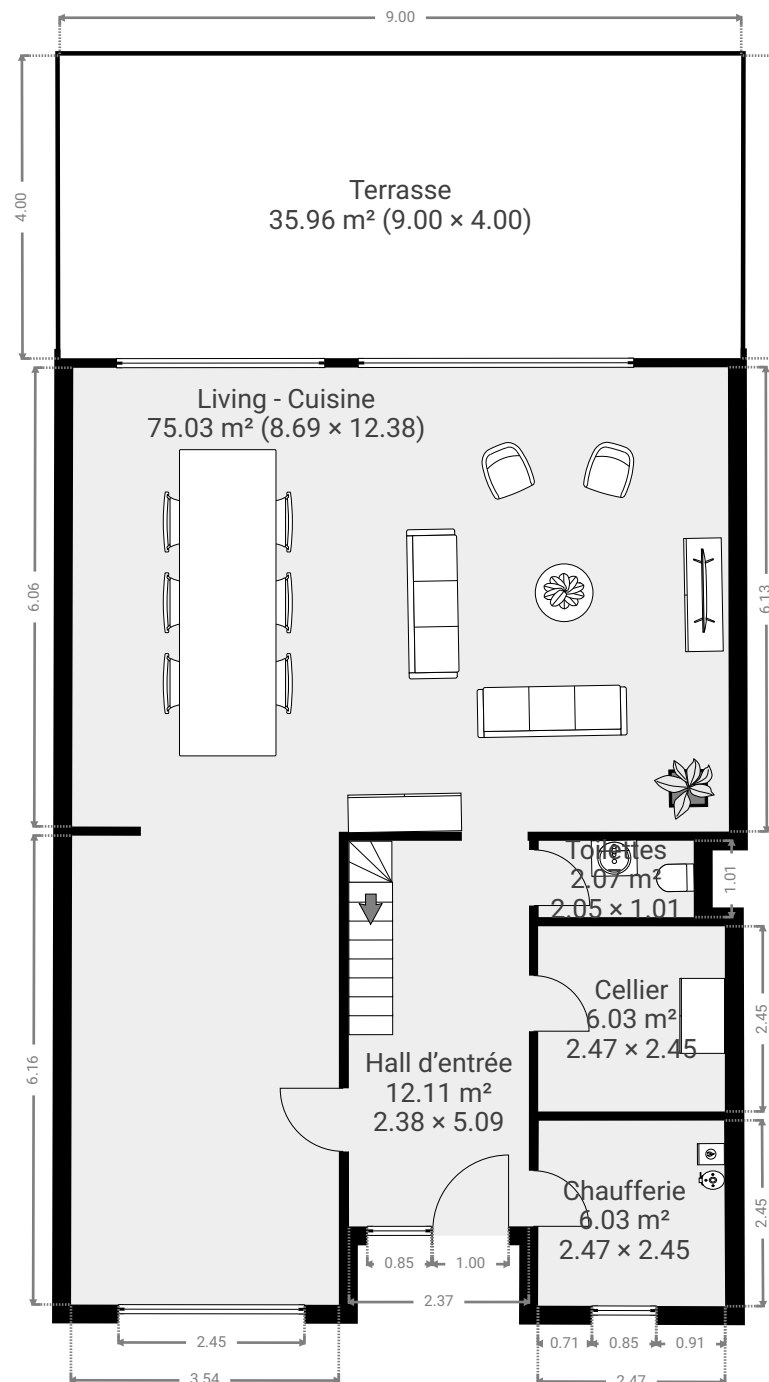 9.00
4.00
Terrasse
35.96 m² (9.00 × 4.00)
Living - Cuisine
75.03 m² (8.69 × 12.38)
6.06
6.13
Toilettes
2.07 m²
2.05 × 1.01
1.01
Cellier
6.03 m²
2.47 × 2.45
2.45
6.16
Hall d’entrée
12.11 m²
2.38 × 5.09
Chaufferie
6.03 m²
2.47 × 2.45
2.45
0.85
1.00
2.37
2.45
0.71
0.85
0.91
3.54
2.47